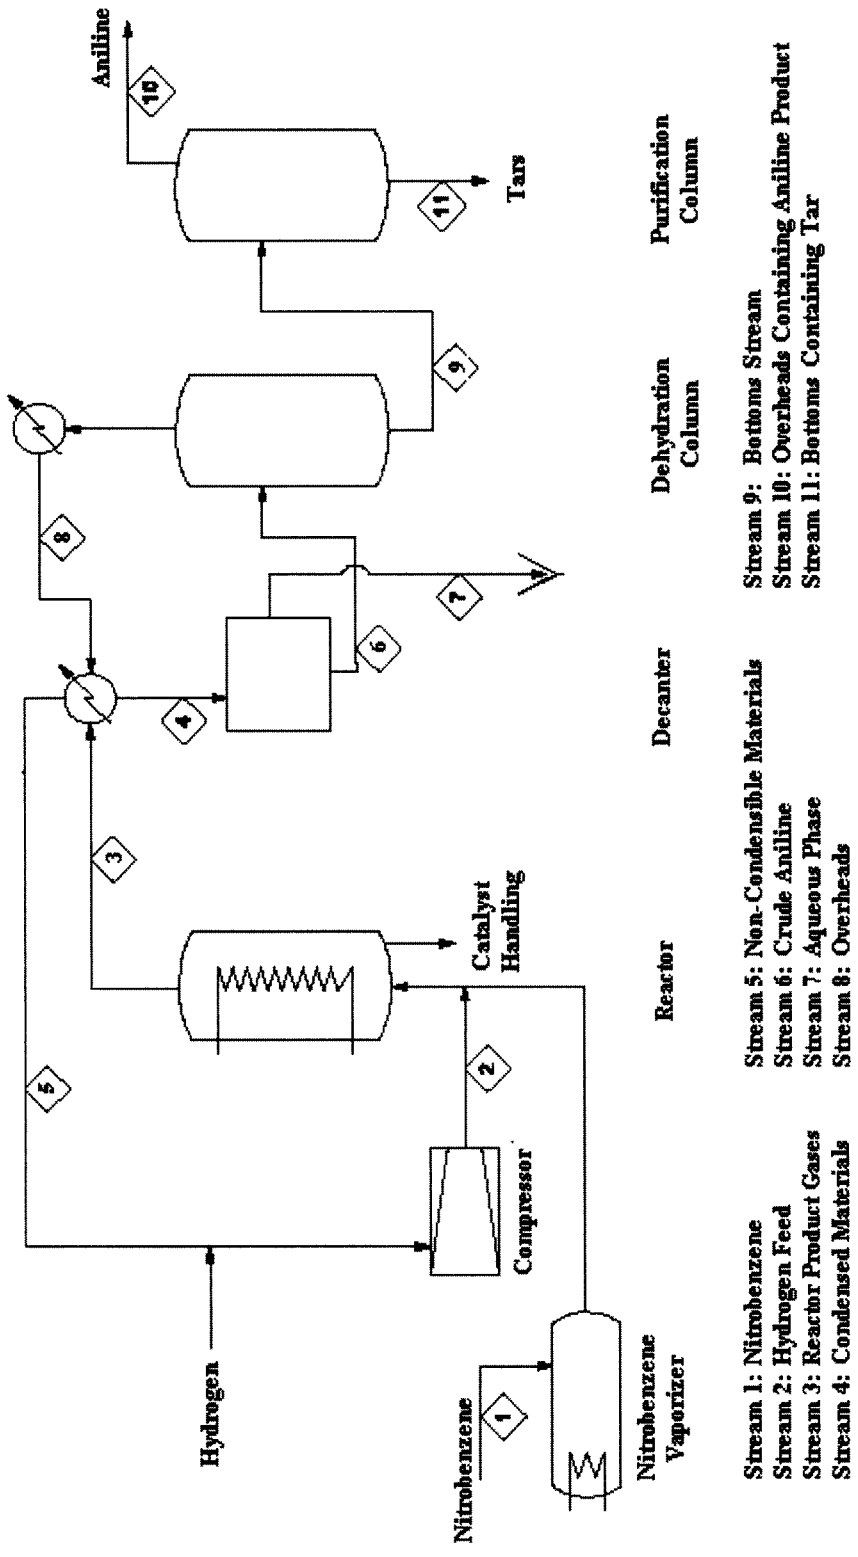 Aniline
10
5
8
3
4
9
11
Tars
Hydrogen
2
6
7
Catalyst
Handling
Compressor
Nitrobenzene
1
Nitrobenzene
Vaporizer
Reactor
Decanter
Dehydration
Column
Purification
Column
Stream 1: Nitrobenzene
Stream 2: Hydrogen Feed
Stream 3: Reactor Product Gases
Stream 4: Condensed Materials
Stream 5: Non-Condensible Materials
Stream 6: Crude Aniline
Stream 7: Aqueous Phase
Stream 8: Overheads
Stream 9: Bottoms Stream
Stream 10: Overheads Containing Aniline Product
Stream 11: Bottoms Containing Tar